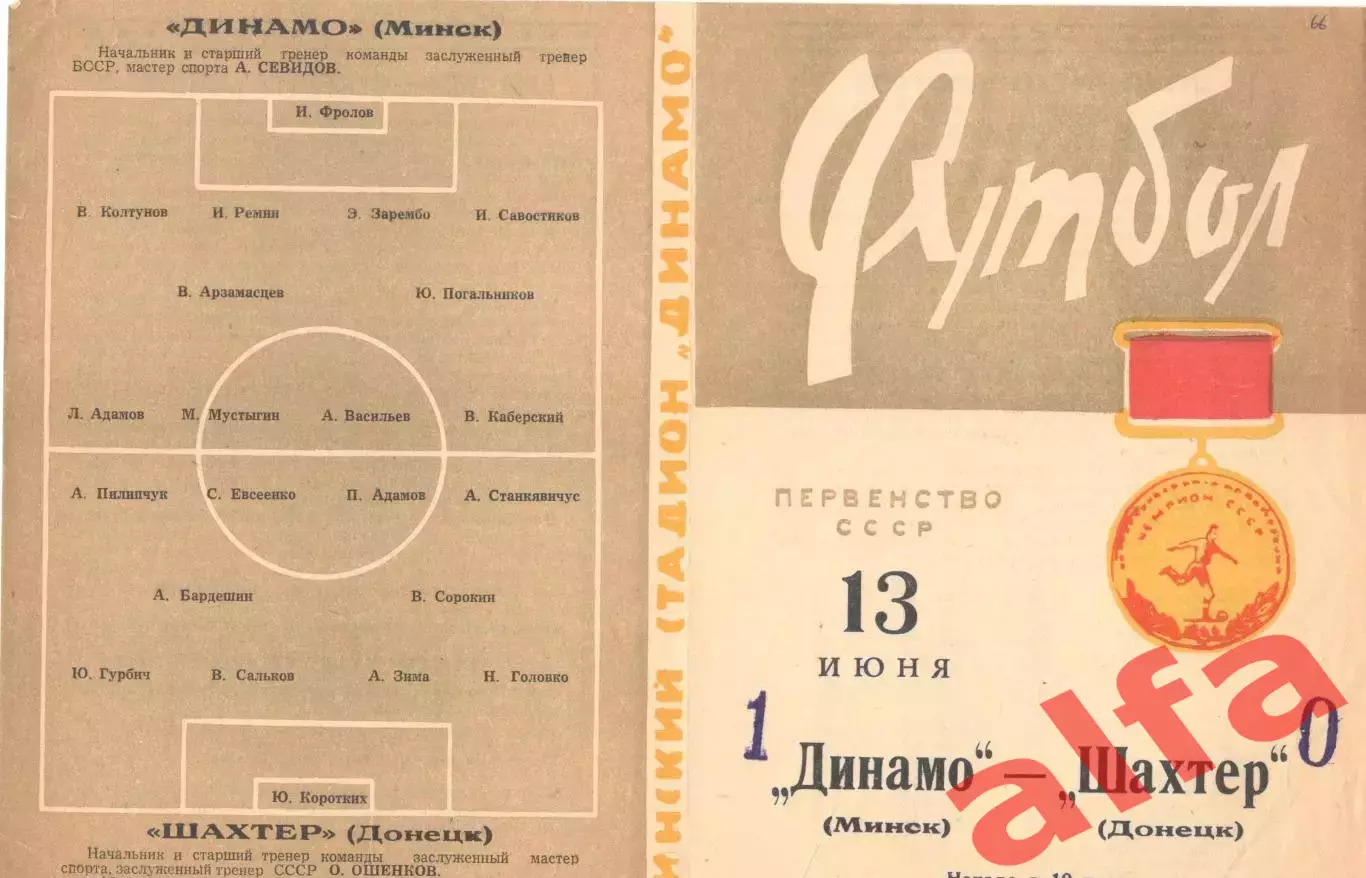 «ДИНАМО» (Минск)
Начальник и старший тренер команды заслуженный тренер
БССР, мастер спорта А. СЕВИДОВ.
И. Фролов
В. Колтунов И. Ремин Э. Зарембо И. Савостиков
В. Арзамасцев Ю. Погальников
Л. Адамов М. Мустыгин А. Васильев В. Каберский
А. Пилипчук С. Евсеенко П. Адамов А. Станкявичус
А. Бардешин В. Сорокин
Ю. Гурбич В. Сальков А. Зима Н. Головко
Ю. Коротких
«ШАХТЕР» (Донецк)
Начальник и старший тренер команды заслуженный мастер
спорта, заслуженный тренер СССР О. ОШЕНКОВ.
ИНСКИЙ СТАДИОН „ДИНАМО"
66
Футбол
ЧЕМПИОН СССР
ПЕРВЕНСТВО
СССР
13
ИЮНЯ
1 0
„Динамо“ — „Шахтер“
(Минск) (Донецк)
alfa